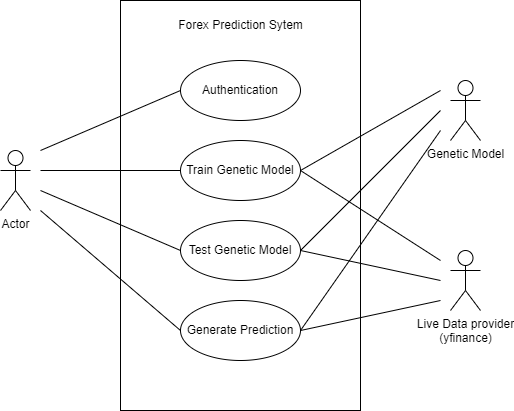 Forex Prediction Sytem
Authentication
Train Genetic Model
Test Genetic Model
Generate Prediction
Actor
Genetic Model
Live Data provider
(yfinance)